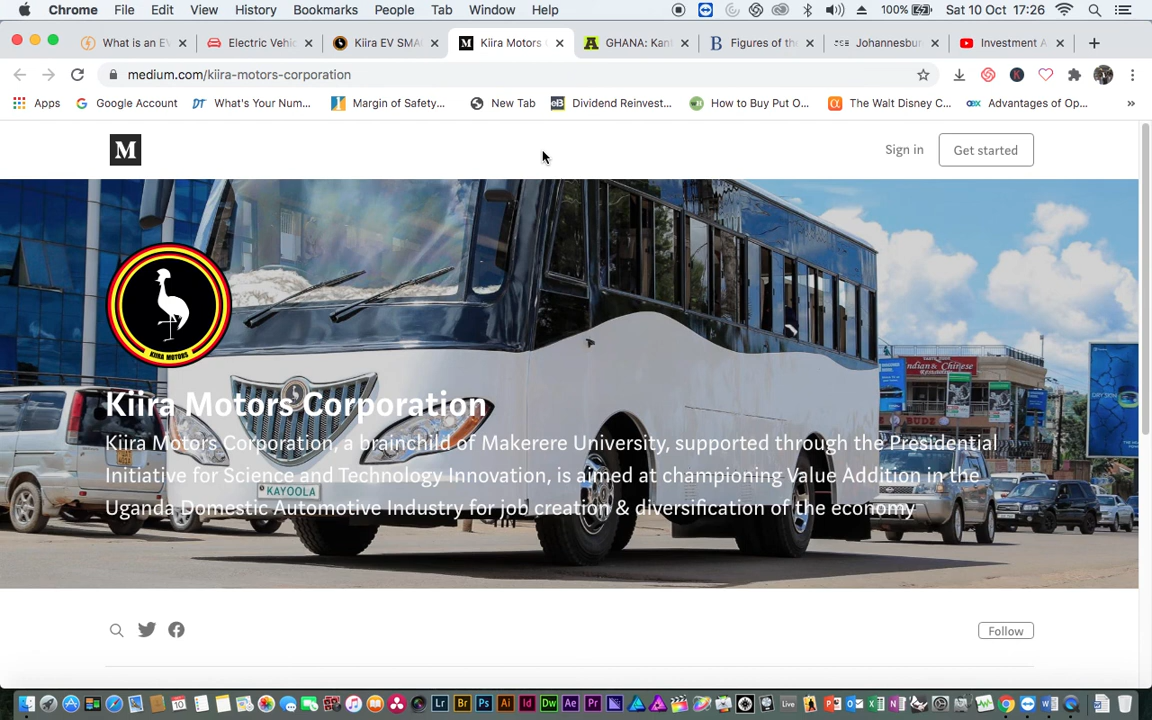 Chrome File Edit View History Bookmarks People Tab Window Help 100% Sat 10 Oct 17:26
What is an EV Electric Vehic Kiira EV SMA Kiira Motors GHANA: Kan Figures of the Johannesbur Investment A
medium.com/kiira-motors-corporation
Apps Google Account What's Your Num... Margin of Safety... New Tab Dividend Reinvest... How to Buy Put O... The Walt Disney C... Advantages of Op... »
M
Sign in Get started
KIIRA MOTORS
Kiira Motors Corporation
Kiira Motors Corporation, a brainchild of Makerere University, supported through the Presidential
Initiative for Science and Technology Innovation, is aimed at championing Value Addition in the
Uganda Domestic Automotive Industry for job creation & diversification of the economy
KAYOOLA
Indian & Chinese
Follow